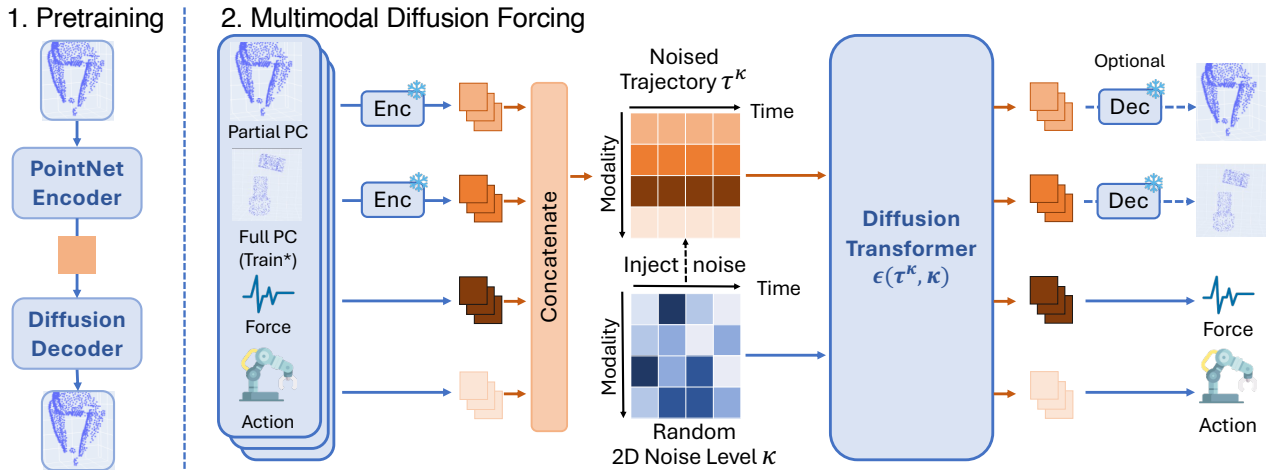 1. Pretraining
PointNet
Encoder
Diffusion
Decoder
2. Multimodal Diffusion Forcing
Partial PC
Full PC
(Train*)
Force
Action
Enc
Enc
Concatenate
Noised
Trajectory τ^κ
Time
Modality
Inject noise
Time
Modality
Random
2D Noise Level κ
Diffusion
Transformer
ϵ(τ^κ, κ)
Optional
Dec
Dec
Force
Action